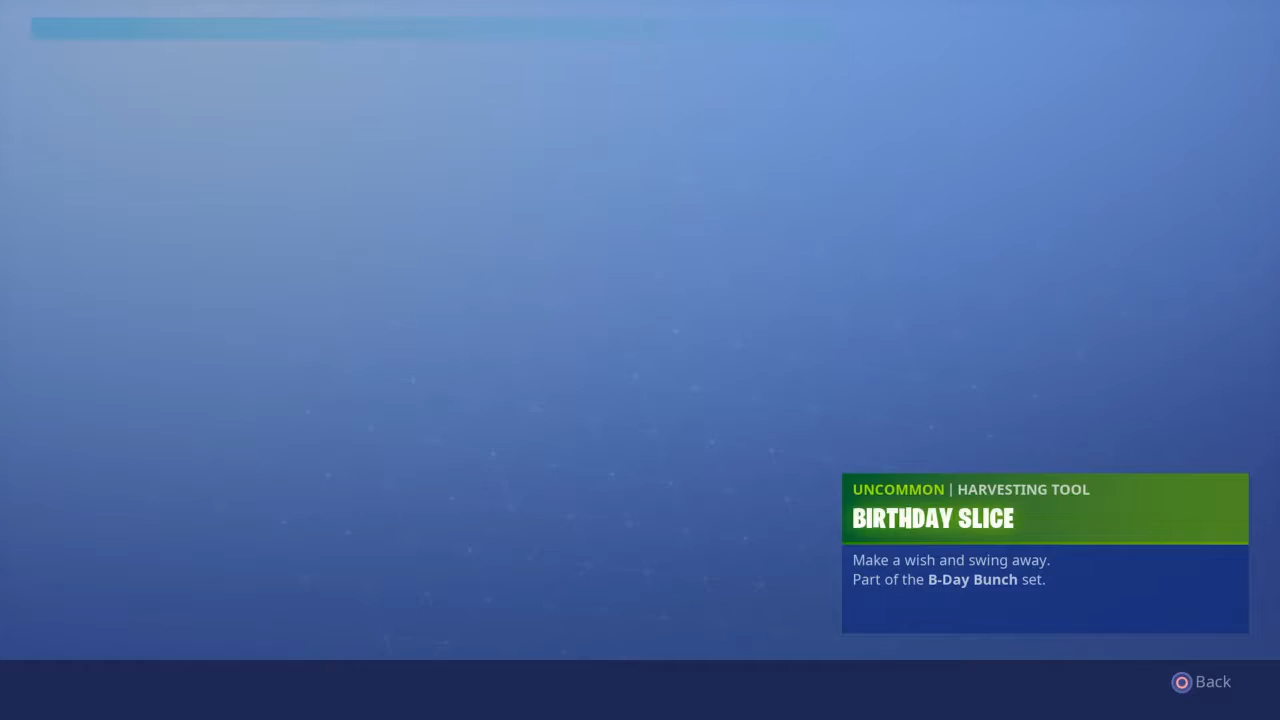 UNCOMMON | HARVESTING TOOL
BIRTHDAY SLICE
Make a wish and swing away.
Part of the B-Day Bunch set.
Back